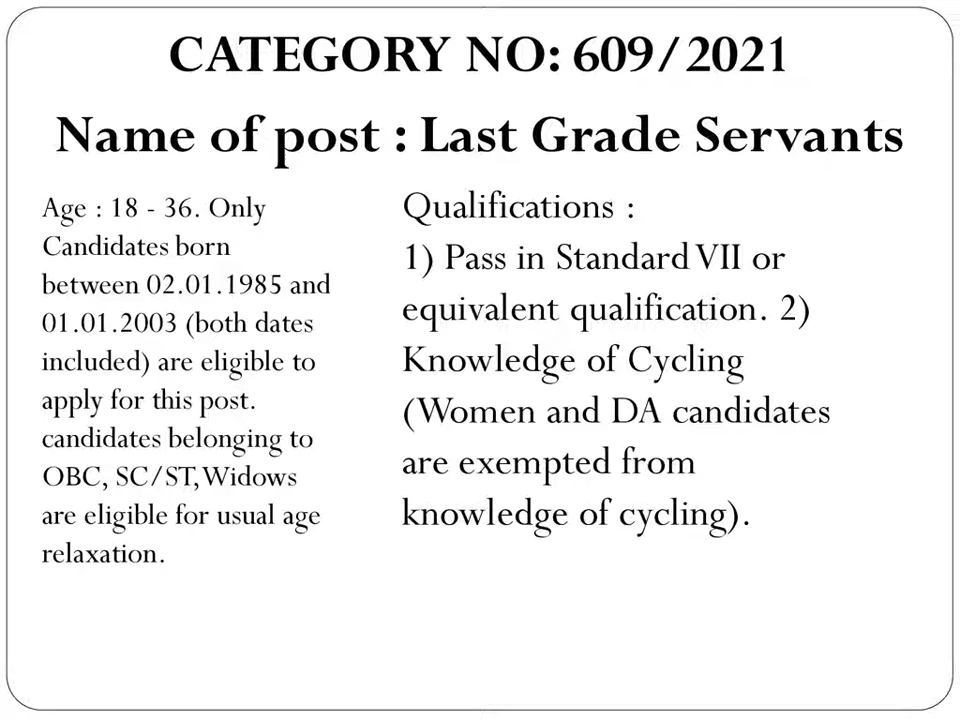 CATEGORY NO: 609/2021
Name of post : Last Grade Servants
Age : 18 - 36. Only
Candidates born
between 02.01.1985 and
01.01.2003 (both dates
included) are eligible to
apply for this post.
candidates belonging to
OBC, SC/ST, Widows
are eligible for usual age
relaxation.
Qualifications :
1) Pass in Standard VII or
equivalent qualification. 2)
Knowledge of Cycling
(Women and DA candidates
are exempted from
knowledge of cycling).